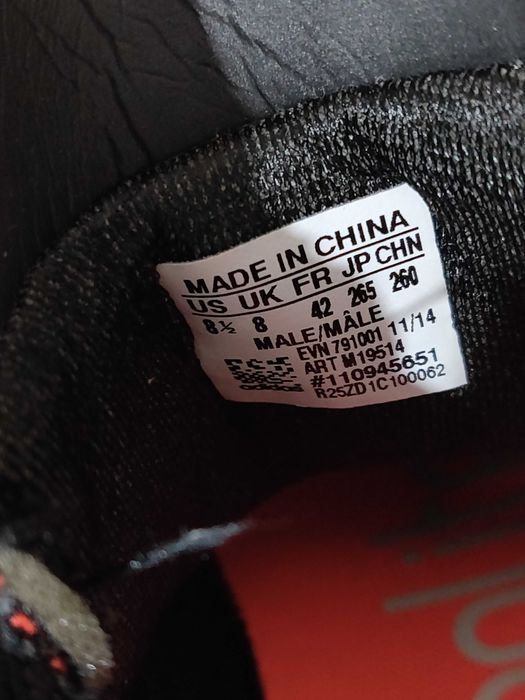 MADE IN CHINA
US UK FR JP CHN
8½ 8 42 265 260
MALE/MÂLE
EVN 791001 11/14
ART M19514
#110945651
R25ZD1C100062